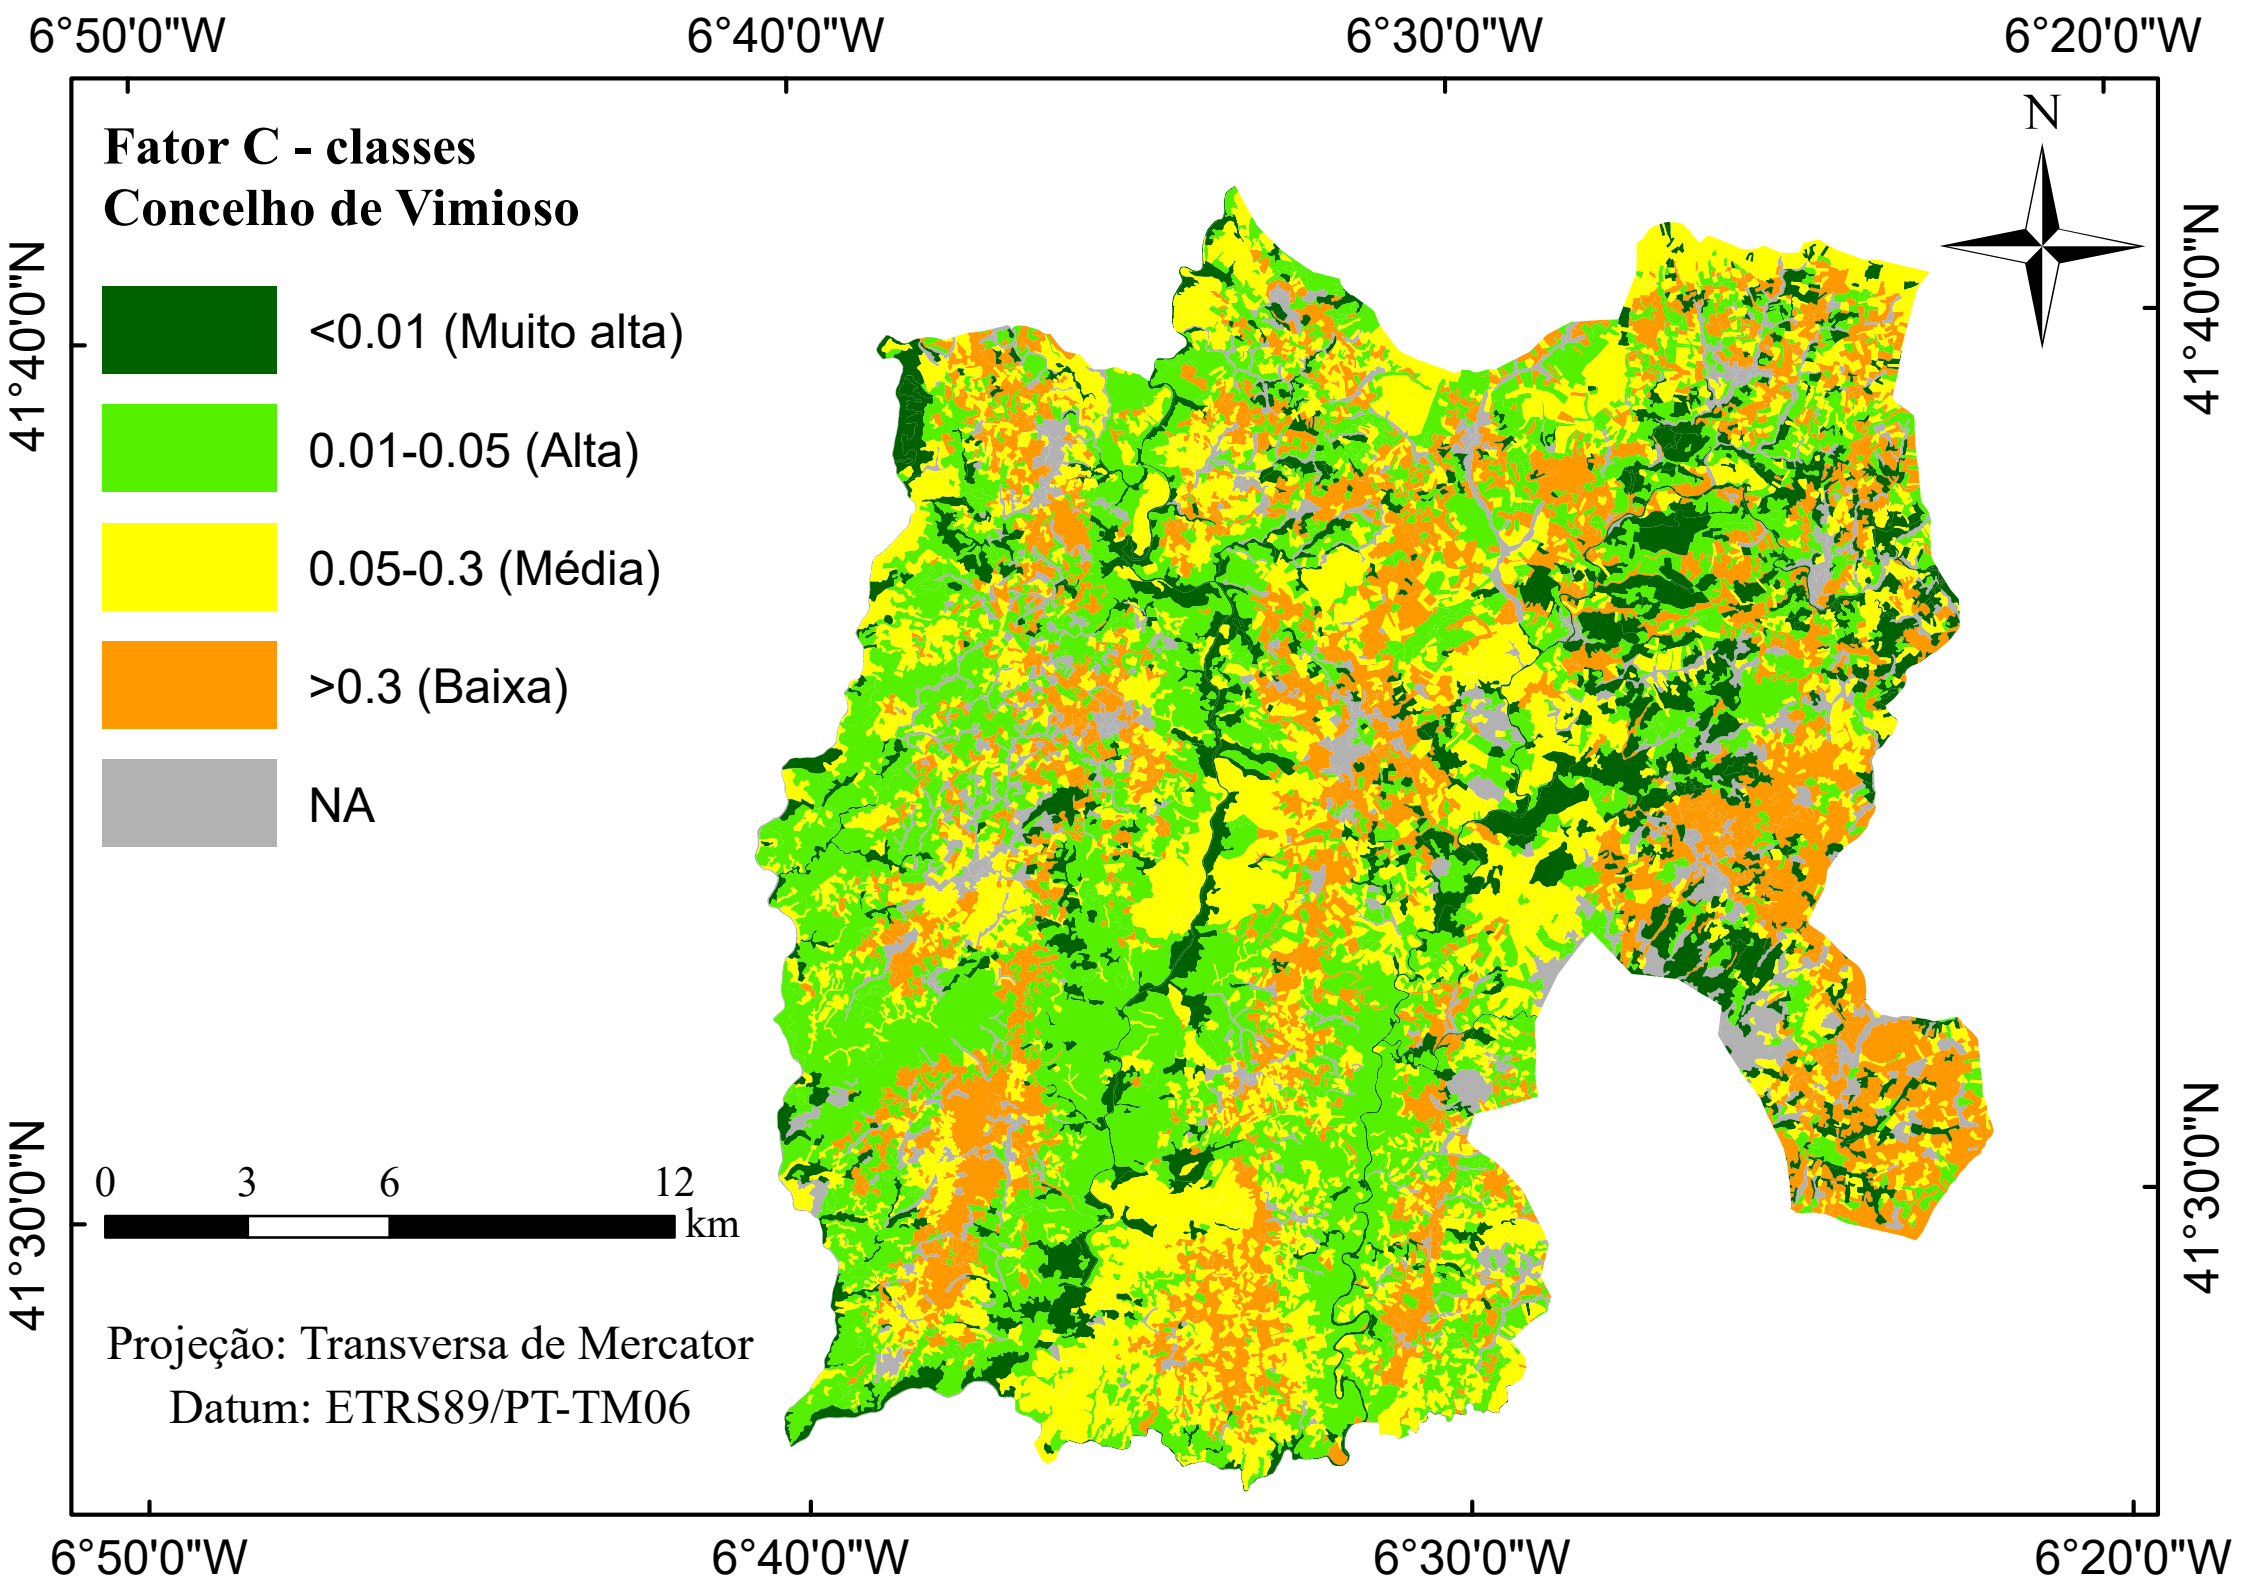 6°50'0"W 6°40'0"W 6°30'0"W 6°20'0"W
N
Fator C - classes
Concelho de Vimioso
41°40'0"N 41°40'0"N
<0.01 (Muito alta)
0.01-0.05 (Alta)
0.05-0.3 (Média)
>0.3 (Baixa)
NA
41°30'0"N 41°30'0"N
0 3 6 12
km
Projeção: Transversa de Mercator
Datum: ETRS89/PT-TM06
6°50'0"W 6°40'0"W 6°30'0"W 6°20'0"W